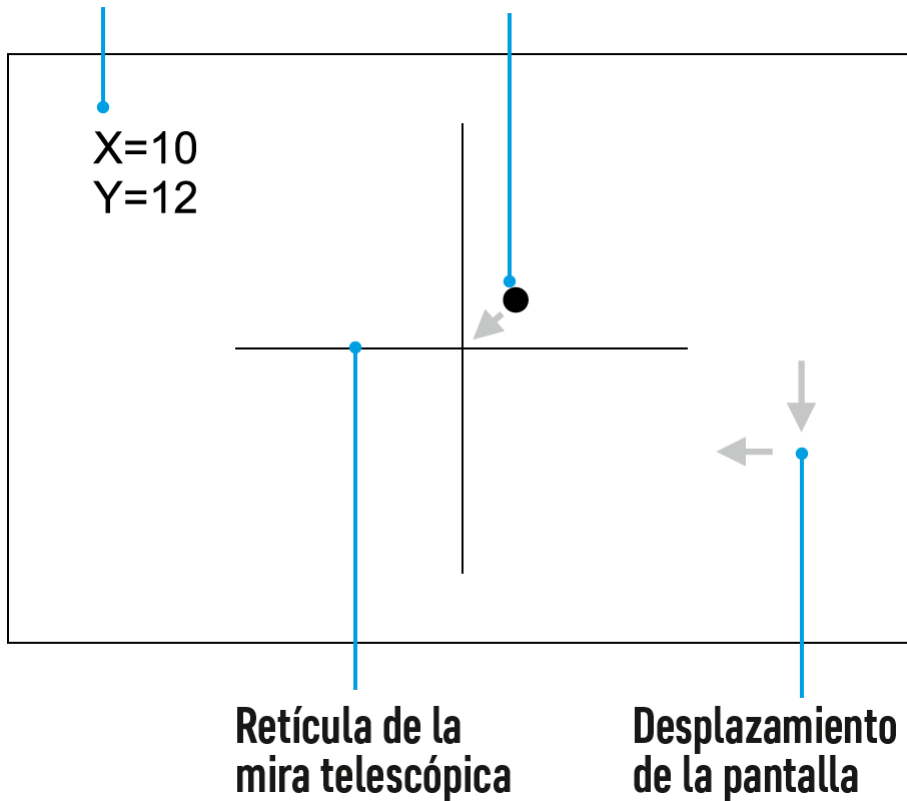 X=10
Y=12
Retícula de la
mira telescópica
Desplazamiento
de la pantalla